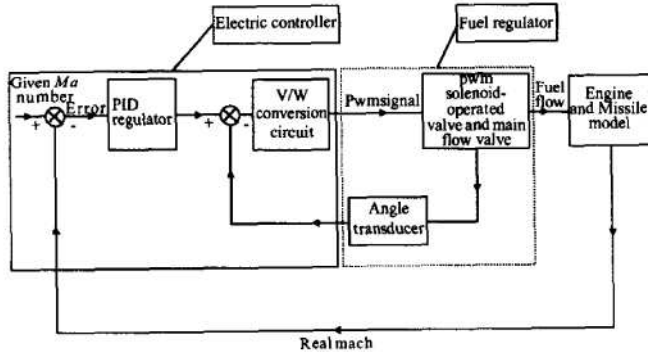 Electric controller
Fuel regulator
Given Ma
number
Error
+
-
PID
regulator
+
-
V/W
conversion
circuit
Pwmsignal
pwm
solenoid-
operated
valve and main
flow valve
Fuel
flow
Engine
and Missile
model
Angle
transducer
Real mach